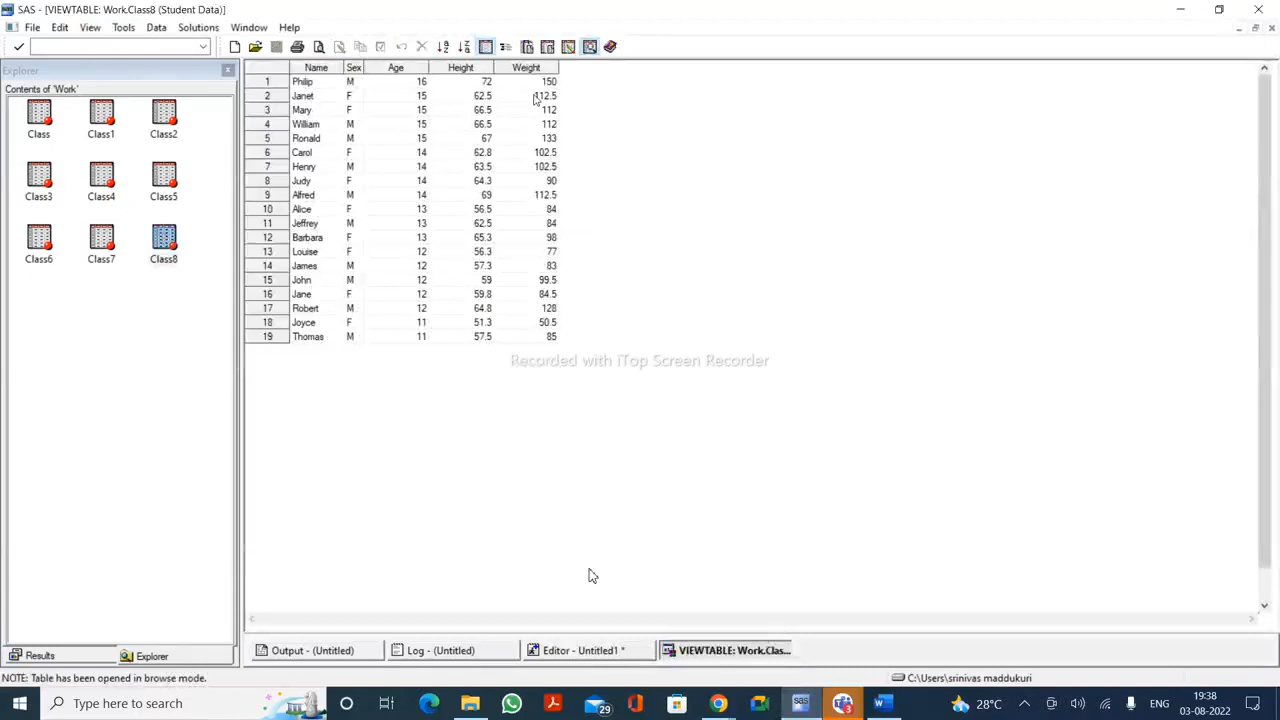 SAS - [VIEWTABLE: Work.Class8 (Student Data)]
File Edit View Tools Data Solutions Window Help
Explorer
Contents of 'Work'
Class Class1 Class2
Class3 Class4 Class5
Class6 Class7 Class8
Name Sex Age Height Weight
1 Philip M 16 72 150
2 Janet F 15 62.5 112.5
3 Mary F 15 66.5 112
4 William M 15 66.5 112
5 Ronald M 15 67 133
6 Carol F 14 62.8 102.5
7 Henry M 14 63.5 102.5
8 Judy F 14 64.3 90
9 Alfred M 14 69 112.5
10 Alice F 13 56.5 84
11 Jeffrey M 13 62.5 84
12 Barbara F 13 65.3 98
13 Louise F 12 56.3 77
14 James M 12 57.3 83
15 John M 12 59 99.5
16 Jane F 12 59.8 84.5
17 Robert M 12 64.8 128
18 Joyce F 11 51.3 50.5
19 Thomas M 11 57.5 85
Recorded with iTop Screen Recorder
Results Explorer
Output - (Untitled) Log - (Untitled) Editor - Untitled1 * VIEWTABLE: Work.Clas...
NOTE: Table has been opened in browse mode. C:\Users\srinivas maddukuri
Type here to search 29 3 28°C ENG 19:38
03-08-2022